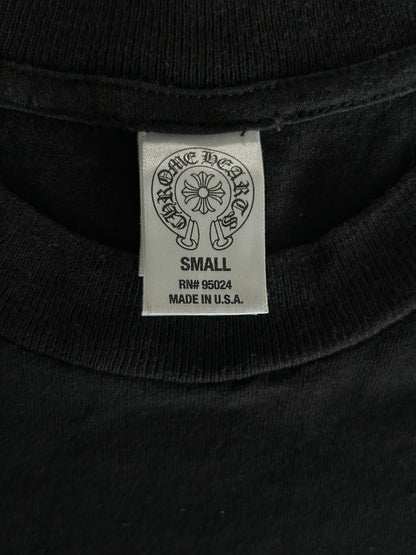 CHROME HEARTS
SMALL
RN# 95024
MADE IN U.S.A.